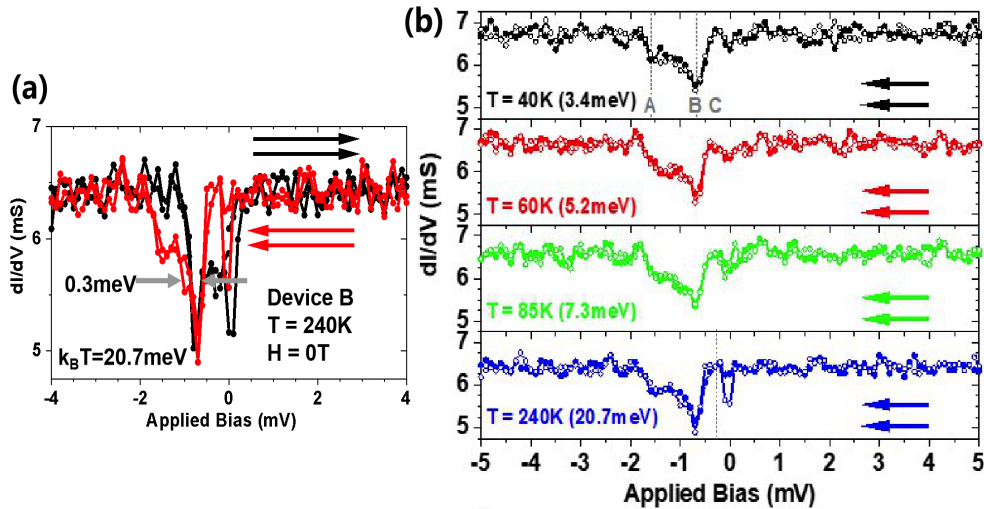 (a)
7
6
5
dI/dV (mS)
0.3meV
Device B
T = 240K
H = 0T
kBT=20.7meV
-4 -2 0 2 4
Applied Bias (mV)
(b)
7
6
5
T = 40K (3.4meV)
A B C
7
6
5
T = 60K (5.2meV)
7
6
5
T = 85K (7.3meV)
7
6
5
T = 240K (20.7meV)
dI/dV (mS)
-5 -4 -3 -2 -1 0 1 2 3 4 5
Applied Bias (mV)